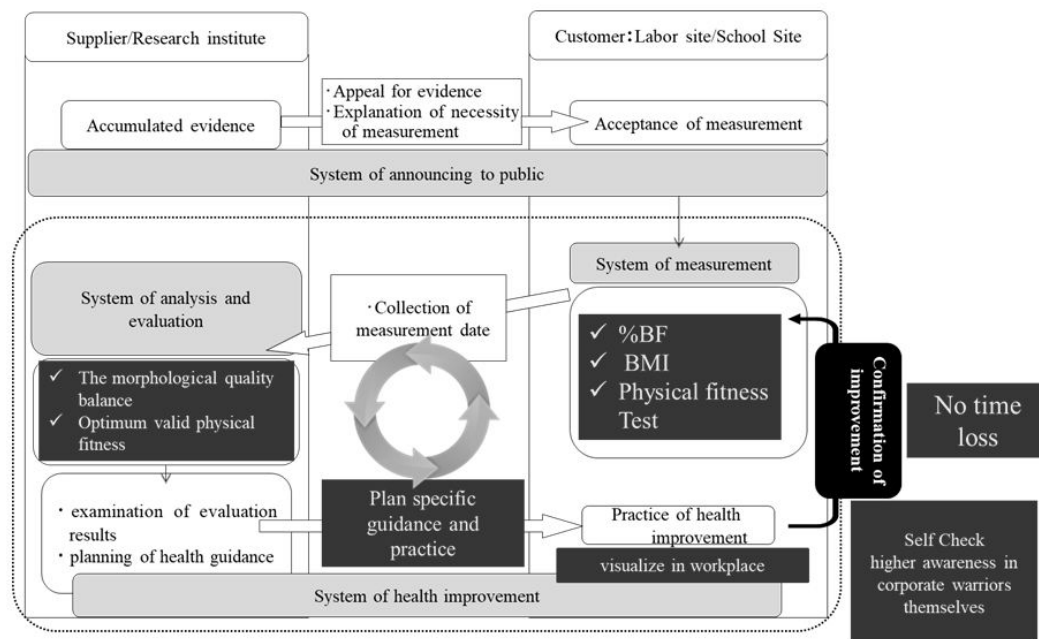 Supplier/Research institute
Customer:Labor site/School Site
Accumulated evidence
・Appeal for evidence
・Explanation of necessity
of measurement
Acceptance of measurement
System of announcing to public
System of measurement
System of analysis and
evaluation
・Collection of
measurement date
✓ %BF
✓ BMI
✓ Physical fitness
Test
✓ The morphological quality
balance
✓ Optimum valid physical
fitness
Confirmation of
improvement
No time
loss
・examination of evaluation
results
・planning of health guidance
Plan specific
guidance and
practice
Practice of health
improvement
visualize in workplace
Self Check
higher awareness in
corporate warriors
themselves
System of health improvement